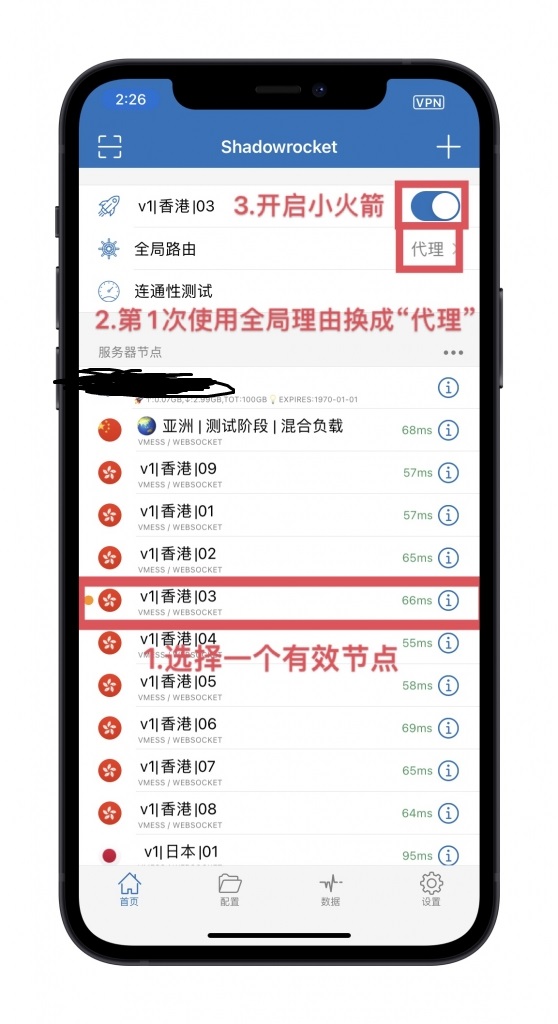 2:26
VPN
Shadowrocket
v1|香港|03
3.开启小火箭
全局路由
代理
连通性测试
2.第1次使用全局理由换成“代理”
服务器节点
:0.07GB,↓:2.99GB,TOT:100GB💡EXPIRES:1970-01-01
亚洲 | 测试阶段 | 混合负载
68ms
VMESS / WEBSOCKET
v1|香港|09
57ms
VMESS / WEBSOCKET
v1|香港|01
57ms
VMESS / WEBSOCKET
v1|香港|02
65ms
VMESS / WEBSOCKET
v1|香港|03
66ms
VMESS / WEBSOCKET
v1|香港|04
55ms
VMESS / WEBSOCKET
1.选择一个有效节点
v1|香港|05
58ms
VMESS / WEBSOCKET
v1|香港|06
69ms
VMESS / WEBSOCKET
v1|香港|07
65ms
VMESS / WEBSOCKET
v1|香港|08
64ms
VMESS / WEBSOCKET
v1|日本|01
95ms
首页
配置
数据
设置